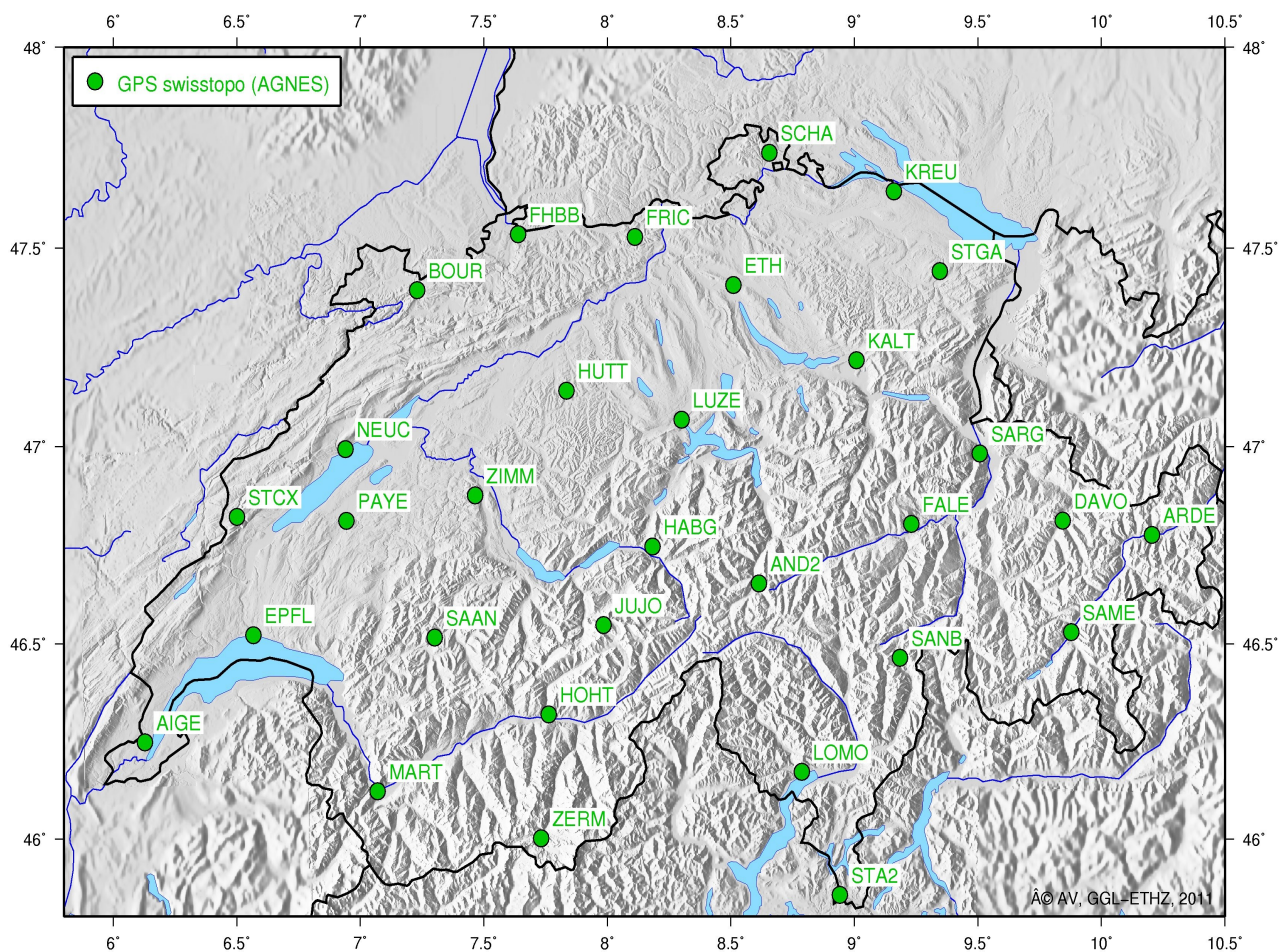 6° 6.5° 7° 7.5° 8° 8.5° 9° 9.5° 10° 10.5°
48° 48°
GPS swisstopo (AGNES)
SCHA
KREU
FHBB
FRIC
47.5° 47.5°
STGA
BOUR
ETH
KALT
HUTT
LUZE
NEUC
SARG
47° 47°
ZIMM
STCX
PAYE
FALE
DAVO
ARDE
HABG
AND2
EPFL
SAAN
JUJO
SAME
46.5° 46.5°
SANB
HOHT
AIGE
LOMO
MART
ZERM
46° 46°
STA2
Â© AV, GGL-ETHZ, 2011
6° 6.5° 7° 7.5° 8° 8.5° 9° 9.5° 10° 10.5°